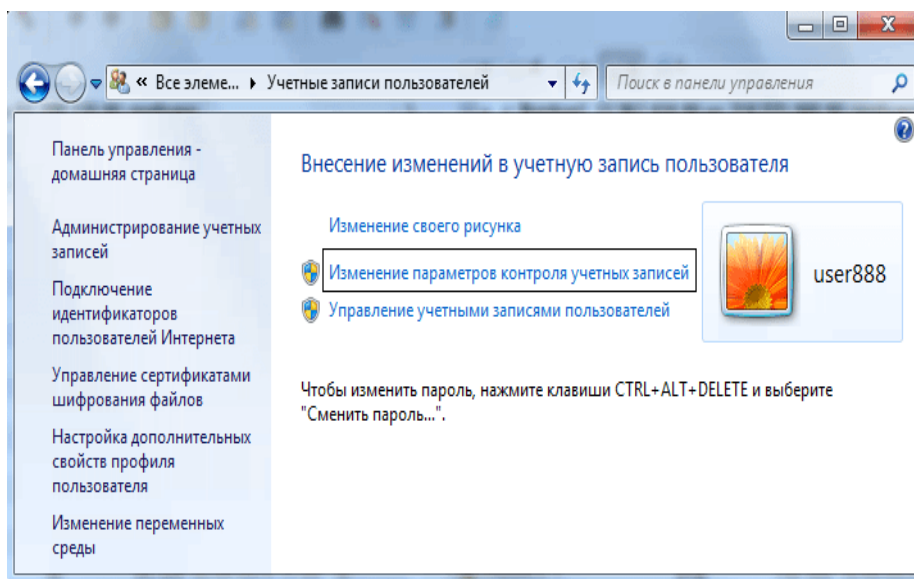 « Все элеме... ▸ Учетные записи пользователей
Поиск в панели управления
Панель управления -
домашняя страница
Администрирование учетных
записей
Подключение
идентификаторов
пользователей Интернета
Управление сертификатами
шифрования файлов
Настройка дополнительных
свойств профиля
пользователя
Изменение переменных
среды
Внесение изменений в учетную запись пользователя
Изменение своего рисунка
Изменение параметров контроля учетных записей
Управление учетными записями пользователей
user888
Чтобы изменить пароль, нажмите клавиши CTRL+ALT+DELETE и выберите
"Сменить пароль...".